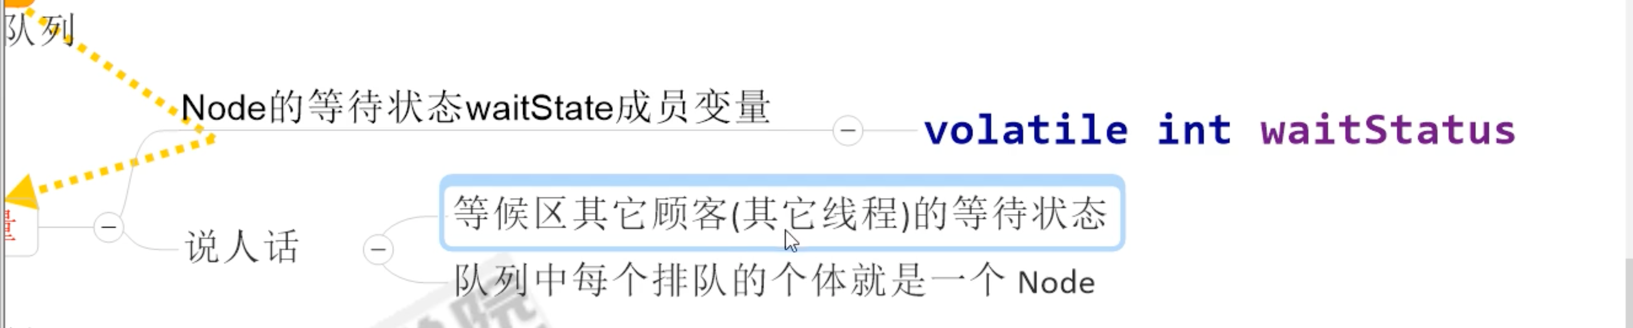 队列
Node的等待状态waitState成员变量
volatile int waitStatus
量
说人话
等候区其它顾客(其它线程)的等待状态
队列中每个排队的个体就是一个 Node
院